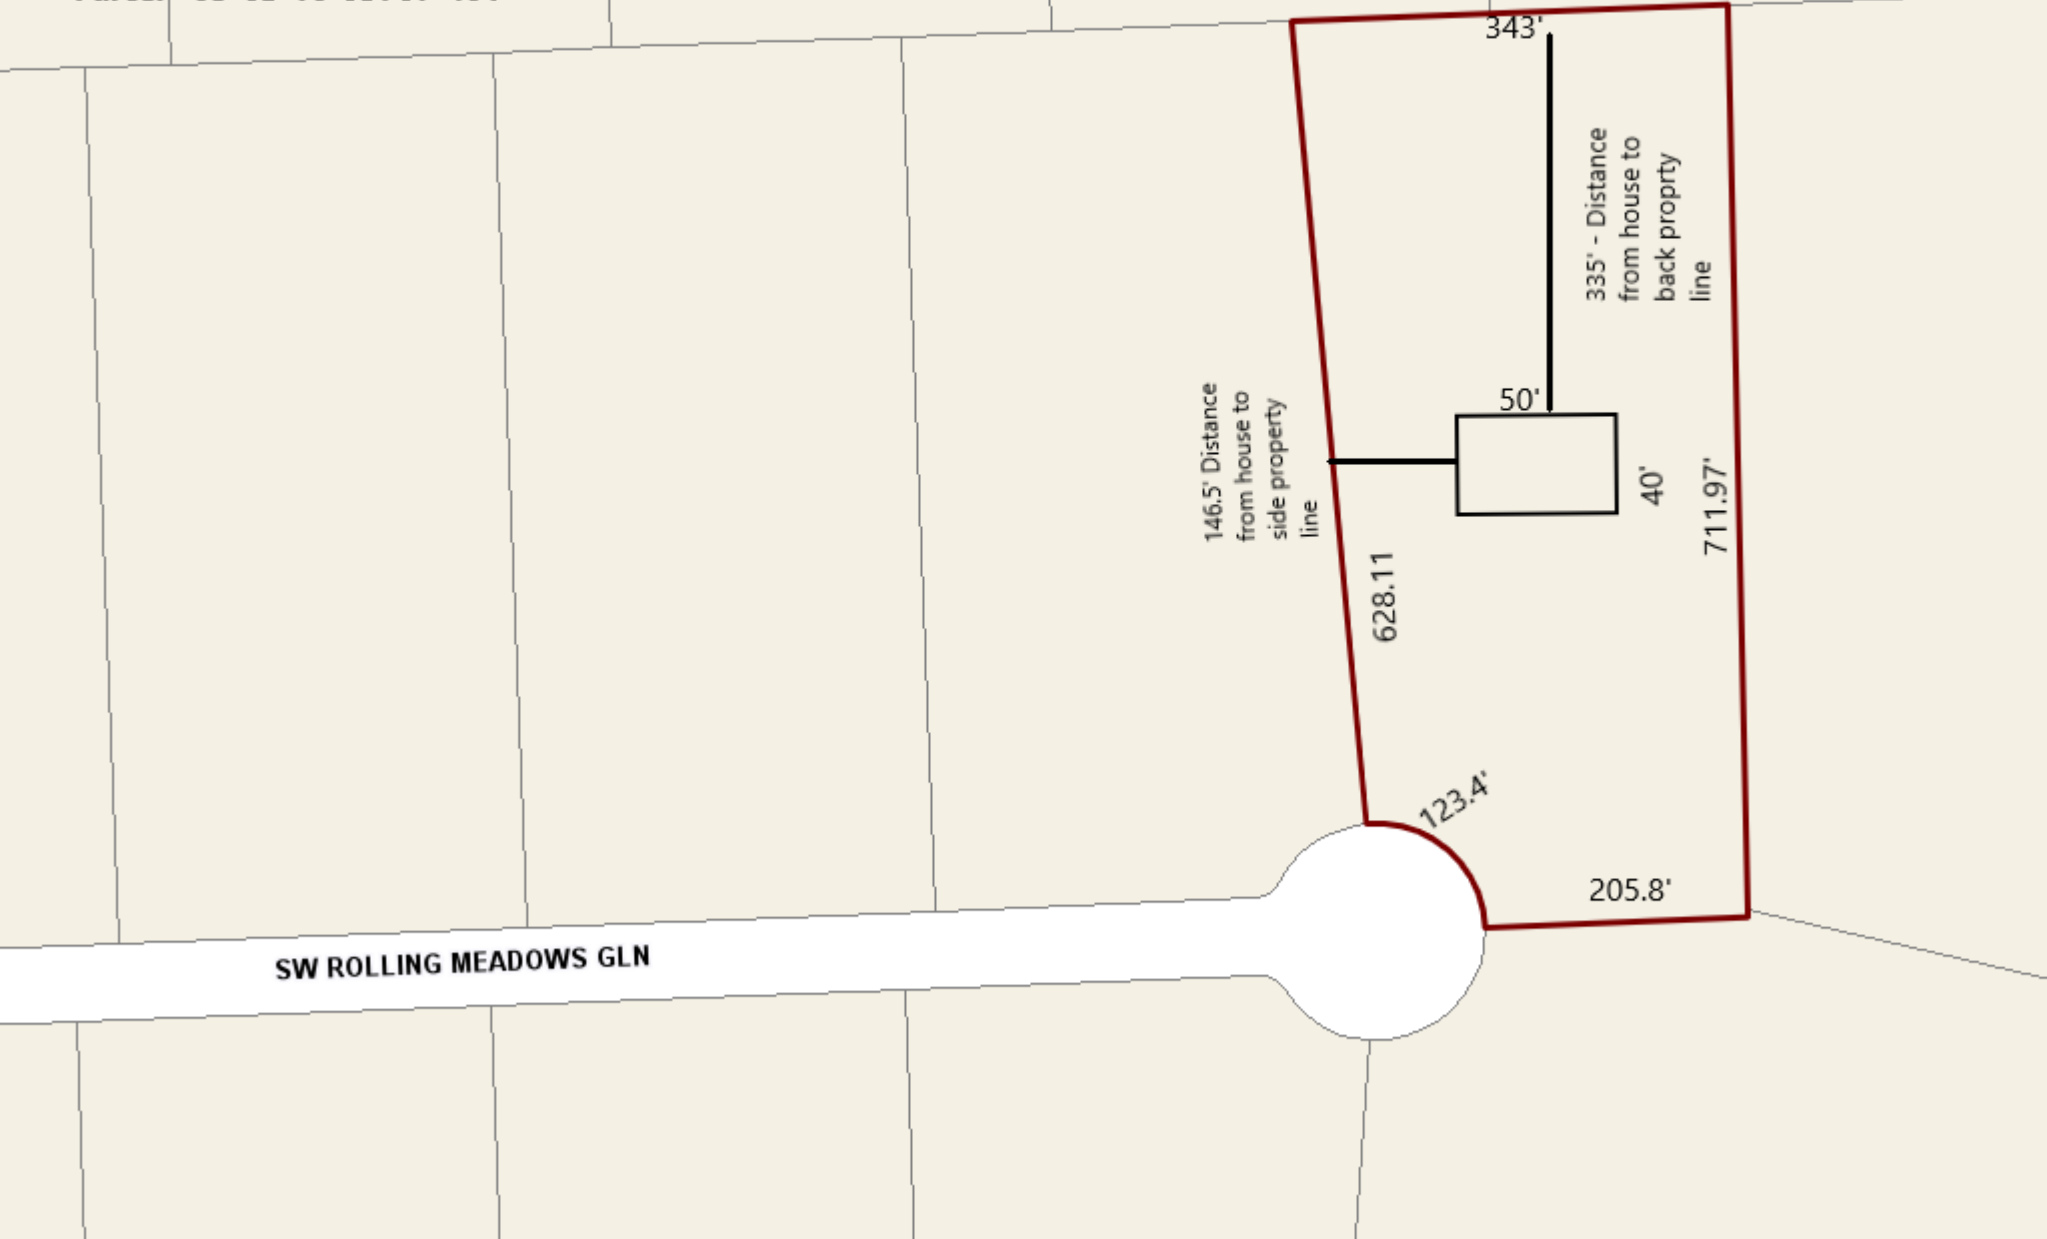 343'
335' - Distance
from house to
back proprty
line
50'
146.5' Distance
from house to
side property
line
40'
711.97'
628.11
123.4'
205.8'
SW ROLLING MEADOWS GLN